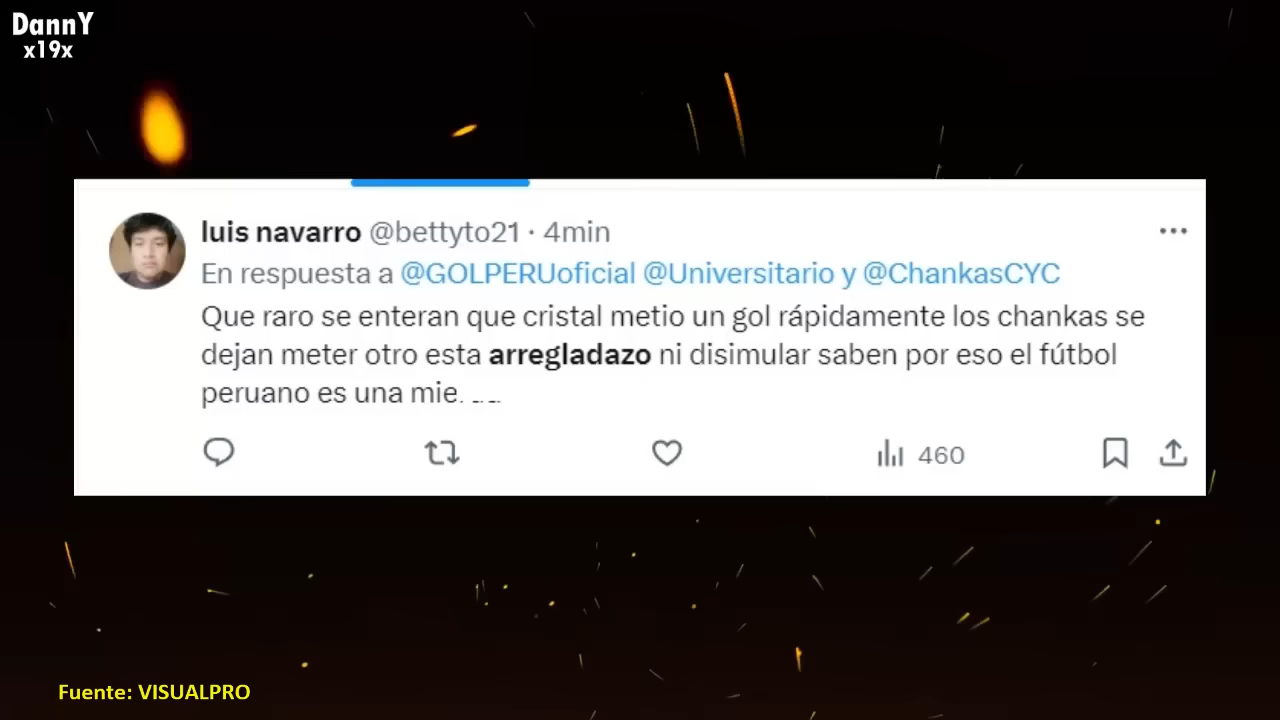 DannY
x19x
luis navarro @bettyto21 · 4min
En respuesta a @GOLPERUoficial @Universitario y @ChankasCYC
Que raro se enteran que cristal metio un gol rápidamente los chankas se
dejan meter otro esta arregladazo ni disimular saben por eso el fútbol
peruano es una mie.
460
Fuente: VISUALPRO